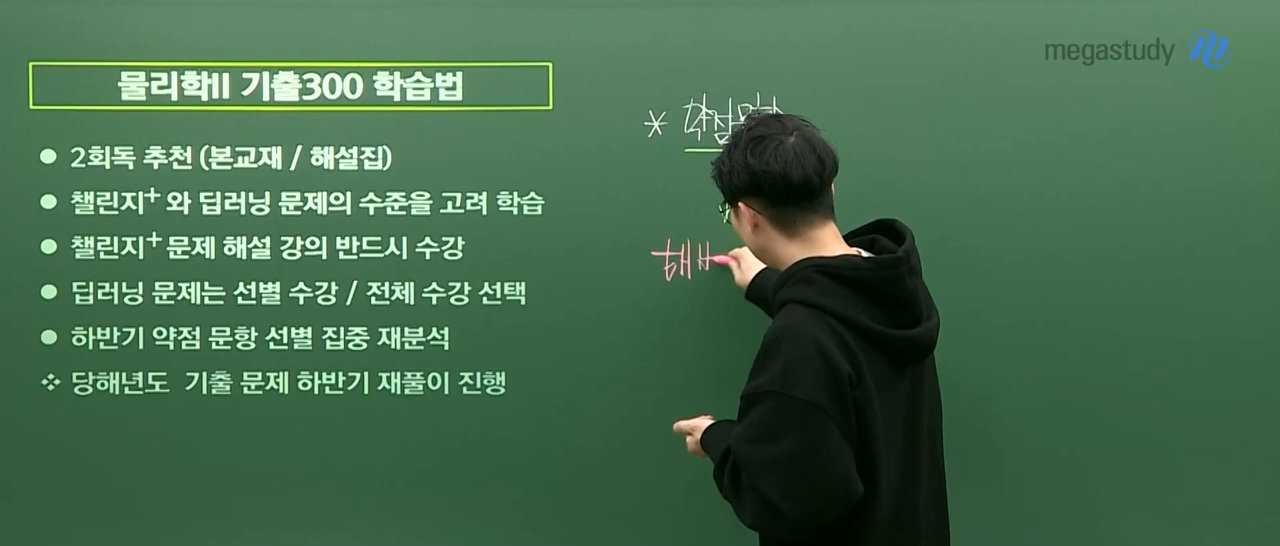 megastudy
물리학II 기출300 학습법
● 2회독 추천 (본교재 / 해설집)
● 챌린지⁺와 딥러닝 문제의 수준을 고려 학습
● 챌린지⁺문제 해설 강의 반드시 수강
● 딥러닝 문제는 선별 수강 / 전체 수강 선택
● 하반기 약점 문항 선별 집중 재분석
❖ 당해년도 기출 문제 하반기 재풀이 진행
* 약점